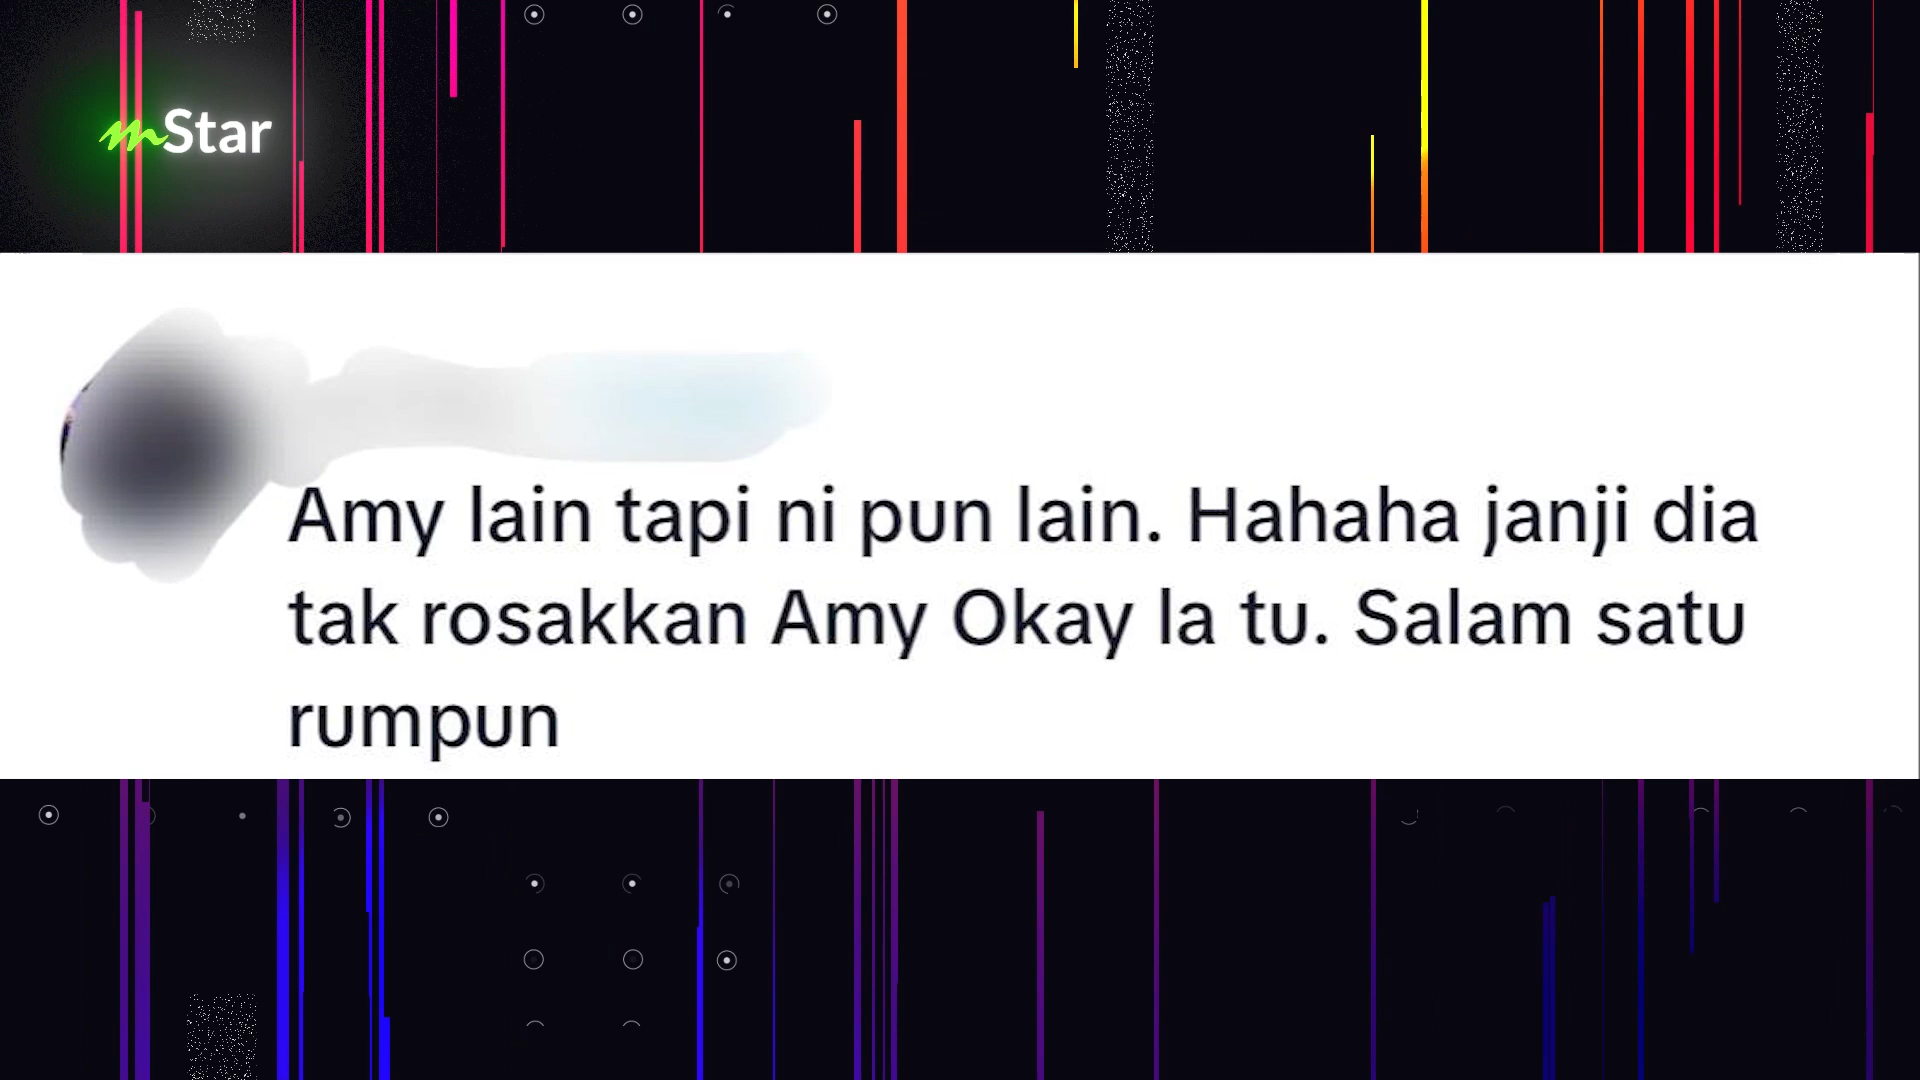 mStar
Amy lain tapi ni pun lain. Hahaha janji dia
tak rosakkan Amy Okay la tu. Salam satu
rumpun